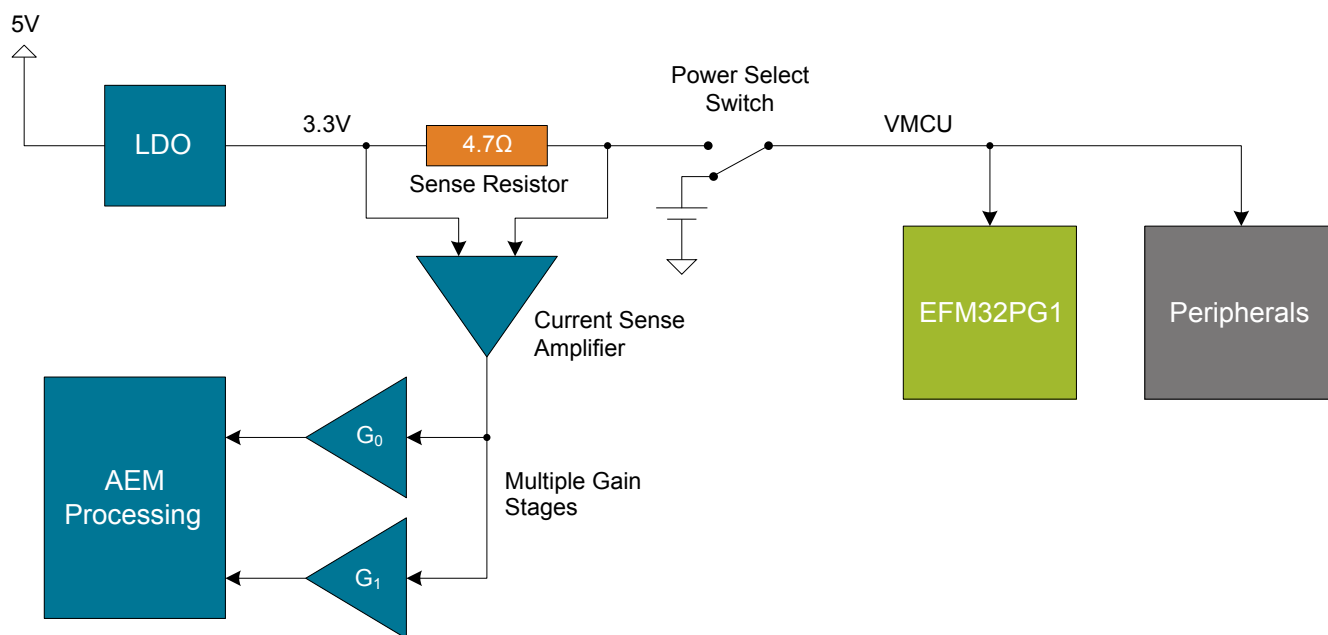 5V
LDO
3.3V
4.7Ω
Sense Resistor
Power Select
Switch
VMCU
EFM32PG1
Peripherals
Current Sense
Amplifier
AEM
Processing
G₀
G₁
Multiple Gain
Stages